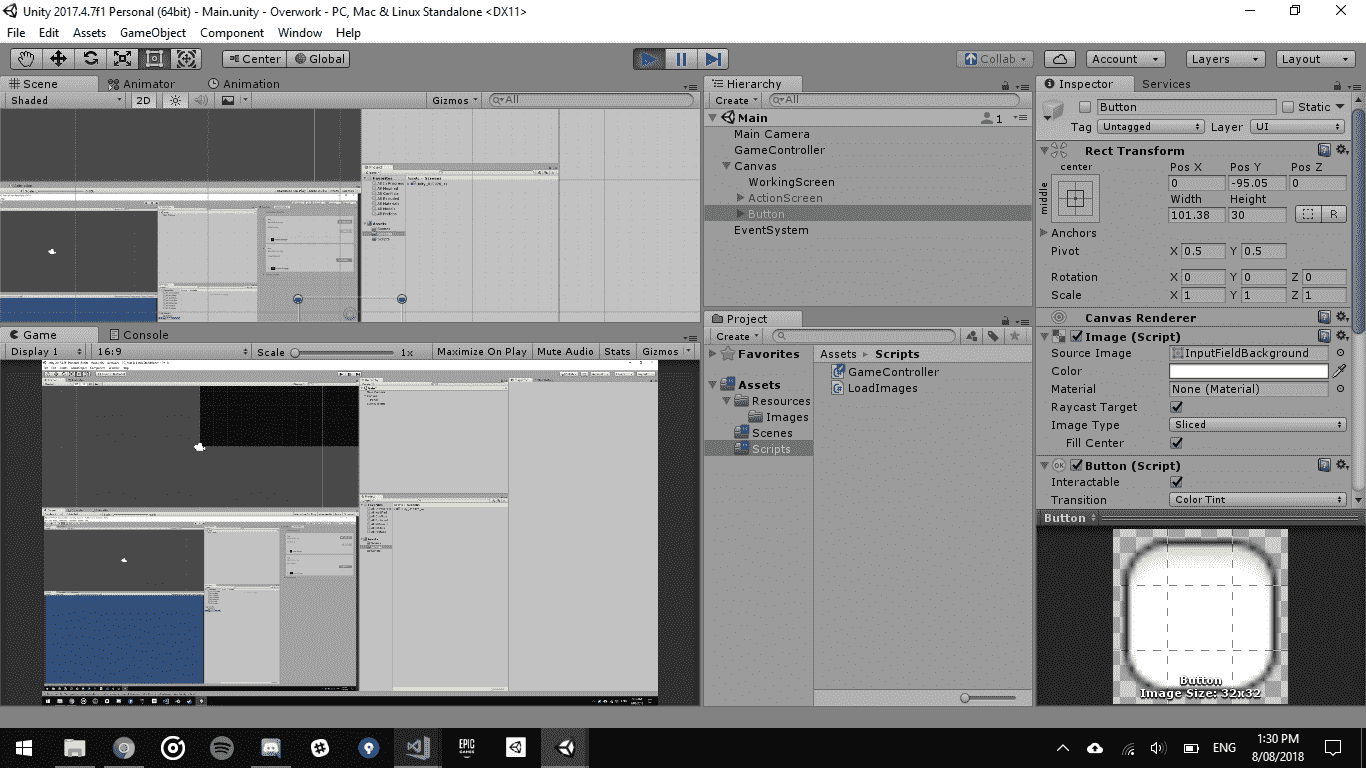 Unity 2017.4.7f1 Personal (64bit) - Main.unity - Overwork - PC, Mac & Linux Standalone <DX11>
File Edit Assets GameObject Component Window Help
Center Global Collab Account Layers Layout
Scene Animator Animation
Shaded 2D Gizmos All
Hierarchy
Create All
Main 1
Main Camera
GameController
Canvas
WorkingScreen
ActionScreen
Button
EventSystem
Game Console
Display 1 16:9 Scale 1x Maximize On Play Mute Audio Stats Gizmos
Project
Create
Favorites
Assets
Resources
Images
Scenes
Scripts
Assets Scripts
GameController
LoadImages
Inspector Services
Button Static
Tag Untagged Layer UI
Rect Transform
center
middle
Pos X Pos Y Pos Z
0 -95.05 0
Width Height
101.38 30 R
Anchors
Pivot X 0.5 Y 0.5
Rotation X 0 Y 0 Z 0
Scale X 1 Y 1 Z 1
Canvas Renderer
Image (Script)
Source Image InputFieldBackground
Color
Material None (Material)
Raycast Target
Image Type Sliced
Fill Center
OK Button (Script)
Interactable
Transition Color Tint
Button
Button
Image Size: 32x32
EPIC GAMES
ENG
1:30 PM
8/08/2018